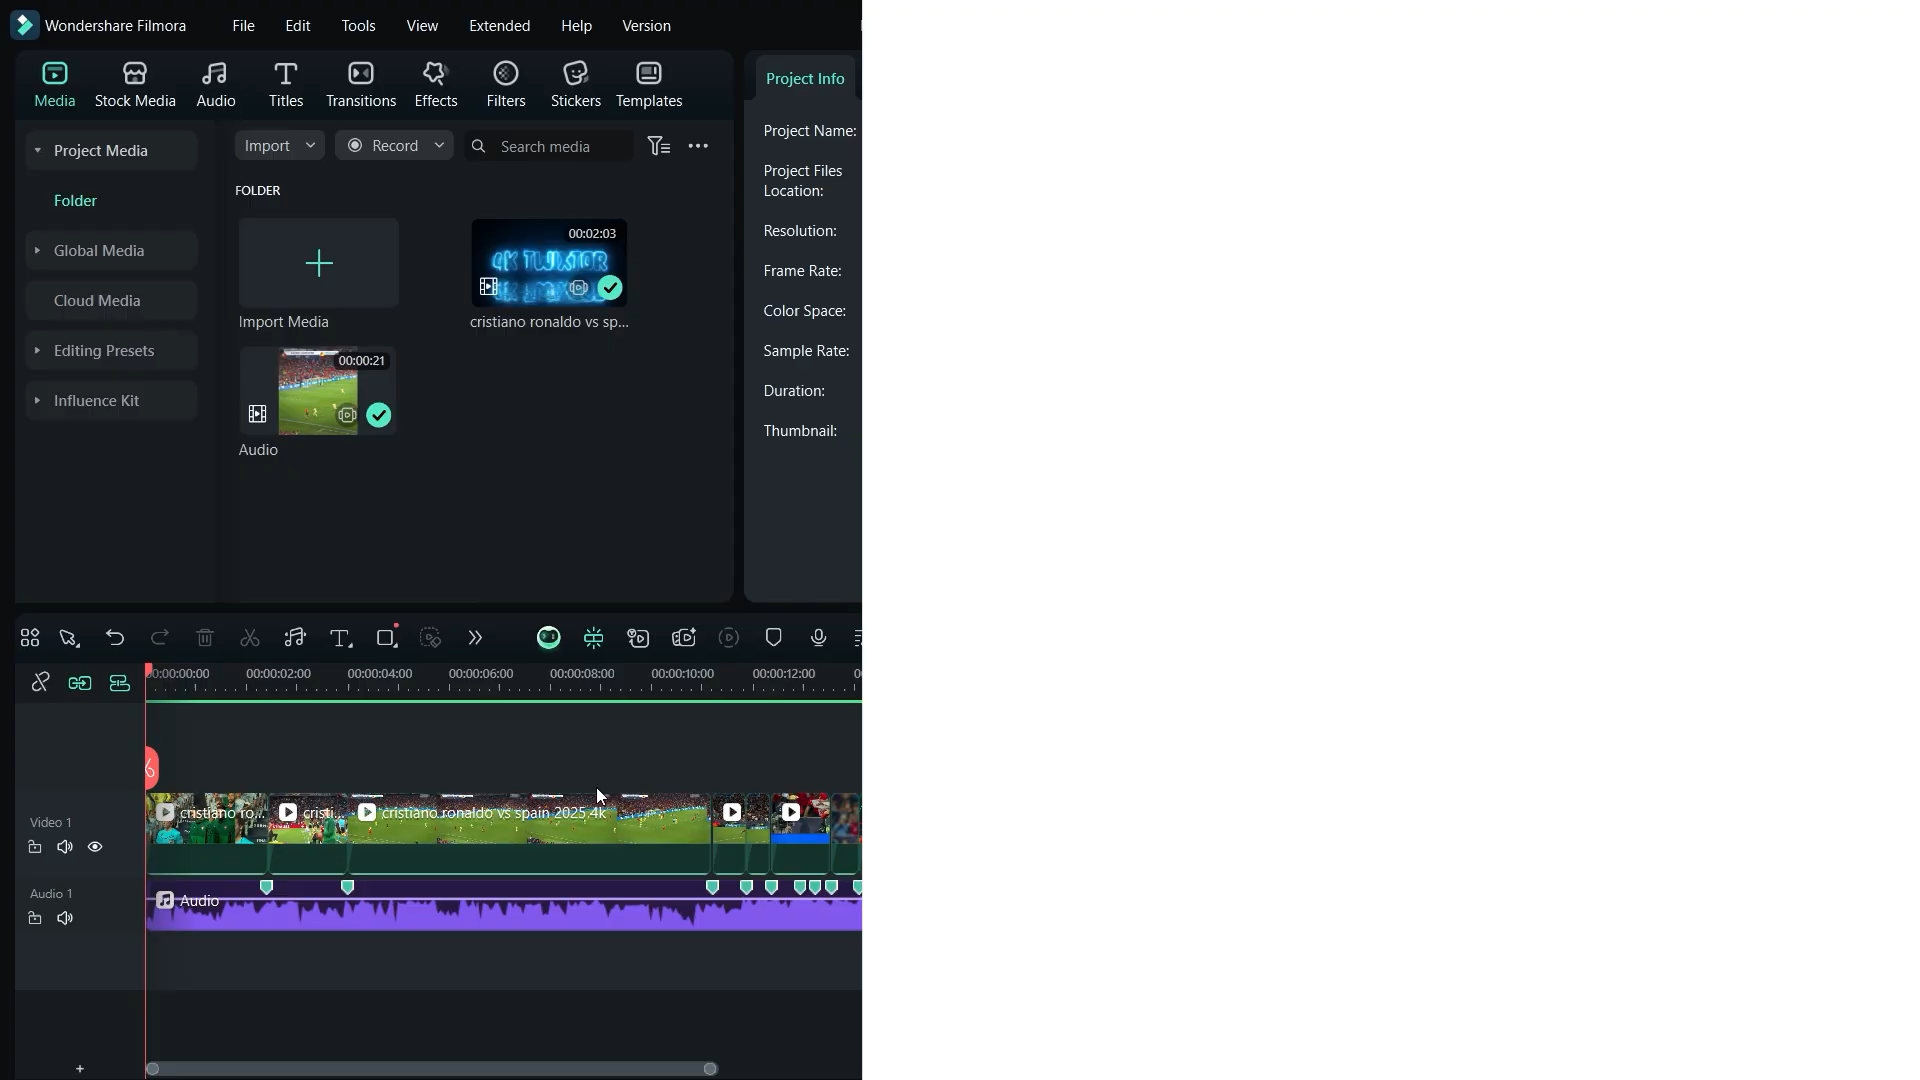 Wondershare Filmora File Edit Tools View Extended Help Version
Media Stock Media Audio Titles Transitions Effects Filters Stickers Templates
Project Media
Folder
Global Media
Cloud Media
Editing Presets
Influence Kit
Import Record Search media
FOLDER
00:02:03
4K TWIXTOR
Import Media cristiano ronaldo vs sp...
00:00:21
Audio
Project Info
Project Name:
Project Files
Location:
Resolution:
Frame Rate:
Color Space:
Sample Rate:
Duration:
Thumbnail:
00:00:00:00 00:00:02:00 00:00:04:00 00:00:06:00 00:00:08:00 00:00:10:00 00:00:12:00
Video 1
cristiano ro... cristi... cristiano ronaldo vs spain 2025 4k
Audio 1
Audio